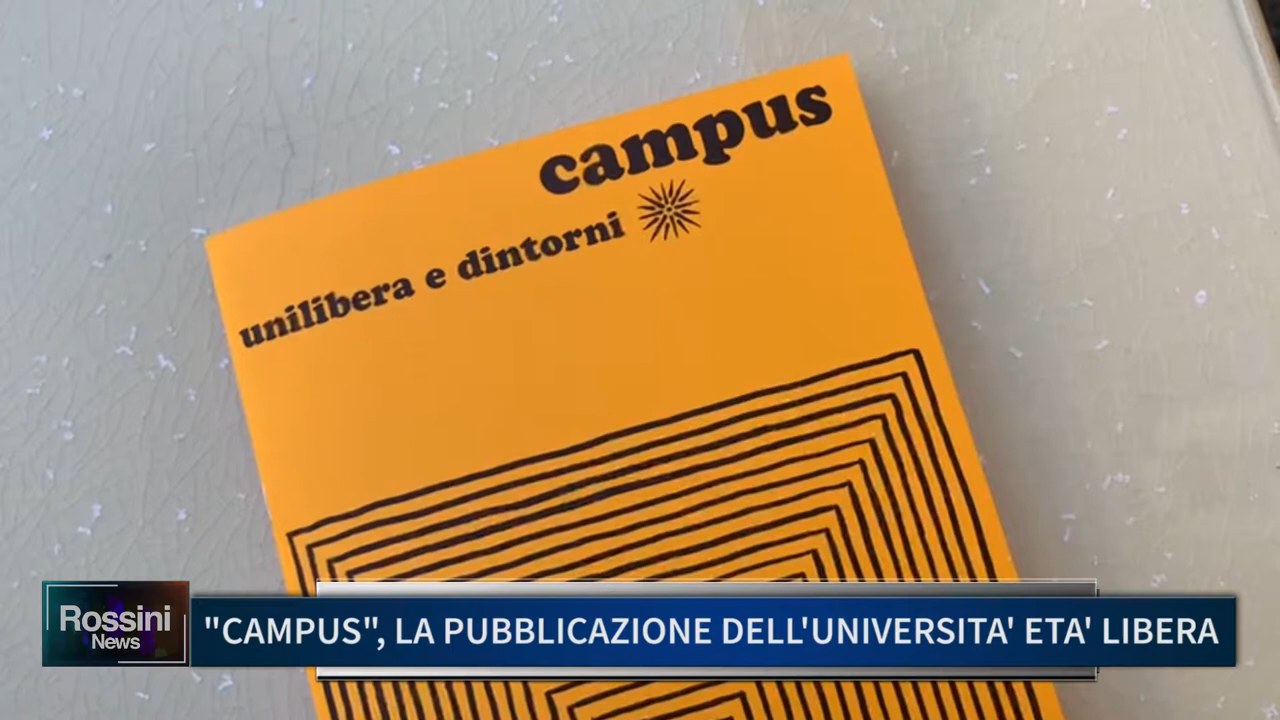 campus
unilibera e dintorni
Rossini
News
"CAMPUS", LA PUBBLICAZIONE DELL'UNIVERSITA' ETA' LIBERA